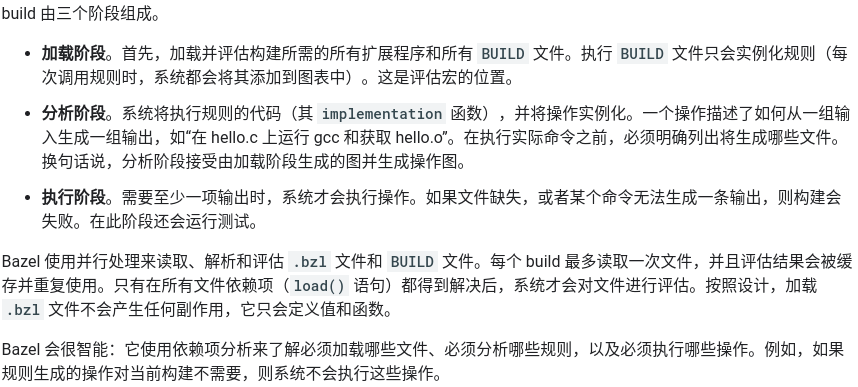 build 由三个阶段组成。
加载阶段。首先，加载并评估构建所需的所有扩展程序和所有 BUILD 文件。执行 BUILD 文件只会实例化规则（每
次调用规则时，系统都会将其添加到图表中）。这是评估宏的位置。
分析阶段。系统将执行规则的代码（其 implementation 函数），并将操作实例化。一个操作描述了如何从一组输
入生成一组输出，如“在 hello.c 上运行 gcc 和获取 hello.o”。在执行实际命令之前，必须明确列出将生成哪些文件。
换句话说，分析阶段接受由加载阶段生成的图并生成操作图。
执行阶段。需要至少一项输出时，系统才会执行操作。如果文件缺失，或者某个命令无法生成一条输出，则构建会
失败。在此阶段还会运行测试。
Bazel 使用并行处理来读取、解析和评估 .bzl 文件和 BUILD 文件。每个 build 最多读取一次文件，并且评估结果会被缓
存并重复使用。只有在所有文件依赖项（load() 语句）都得到解决后，系统才会对文件进行评估。按照设计，加载
.bzl 文件不会产生任何副作用，它只会定义值和函数。
Bazel 会很智能：它使用依赖项分析来了解必须加载哪些文件、必须分析哪些规则，以及必须执行哪些操作。例如，如果
规则生成的操作对当前构建不需要，则系统不会执行这些操作。